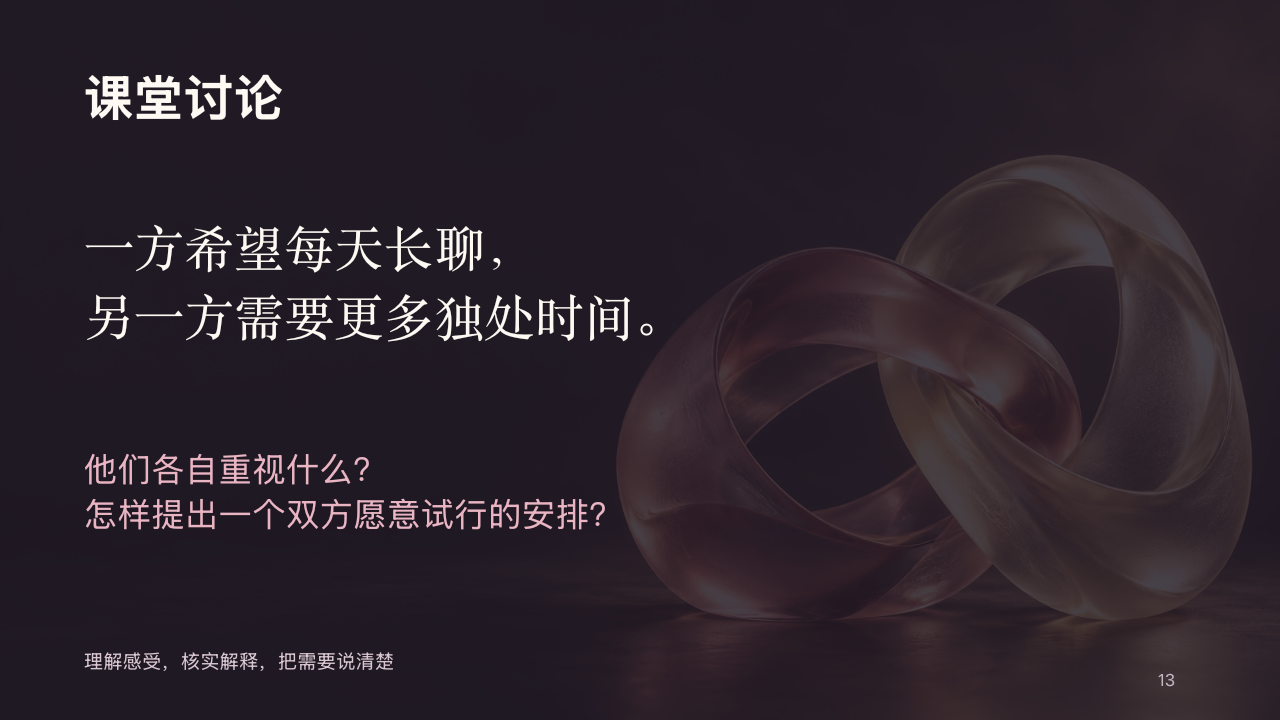 课堂讨论
一方希望每天长聊，
另一方需要更多独处时间。
他们各自重视什么？
怎样提出一个双方愿意试行的安排？
理解感受，核实解释，把需要说清楚
13